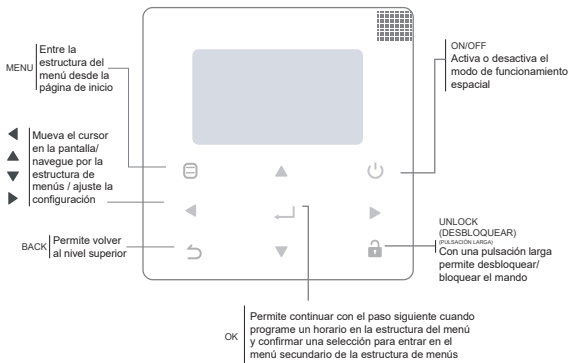 MENU
Entre la
estructura del
menú desde la
página de inicio
ON/OFF
Activa o desactiva el
modo de funcionamiento
espacial
Mueva el cursor
en la pantalla/
navegue por la
estructura de
menús / ajuste la
configuración
BACK
Permite volver
al nivel superior
UNLOCK
(DESBLOQUEAR)
(PULSACIÓN LARGA)
Con una pulsación larga
permite desbloquear/
bloquear el mando
OK
Permite continuar con el paso siguiente cuando
programe un horario en la estructura del menú
y confirmar una selección para entrar en el
menú secundario de la estructura de menús